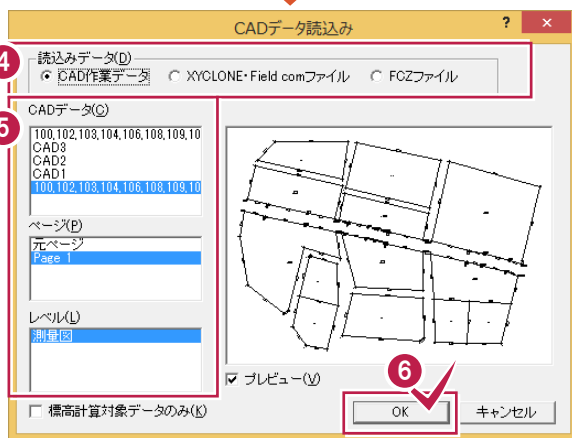 CADデータ読込み
?
×
4
読込みデータ(D)
CAD作業データ
XYCLONE・Field comファイル
FCZファイル
5
CADデータ(C)
100,102,103,104,106,108,109,10
CAD3
CAD2
CAD1
100,102,103,104,106,108,109,10
ページ(P)
元ページ
Page 1
レベル(L)
測量図
プレビュー(V)
6
標高計算対象データのみ(K)
OK
キャンセル